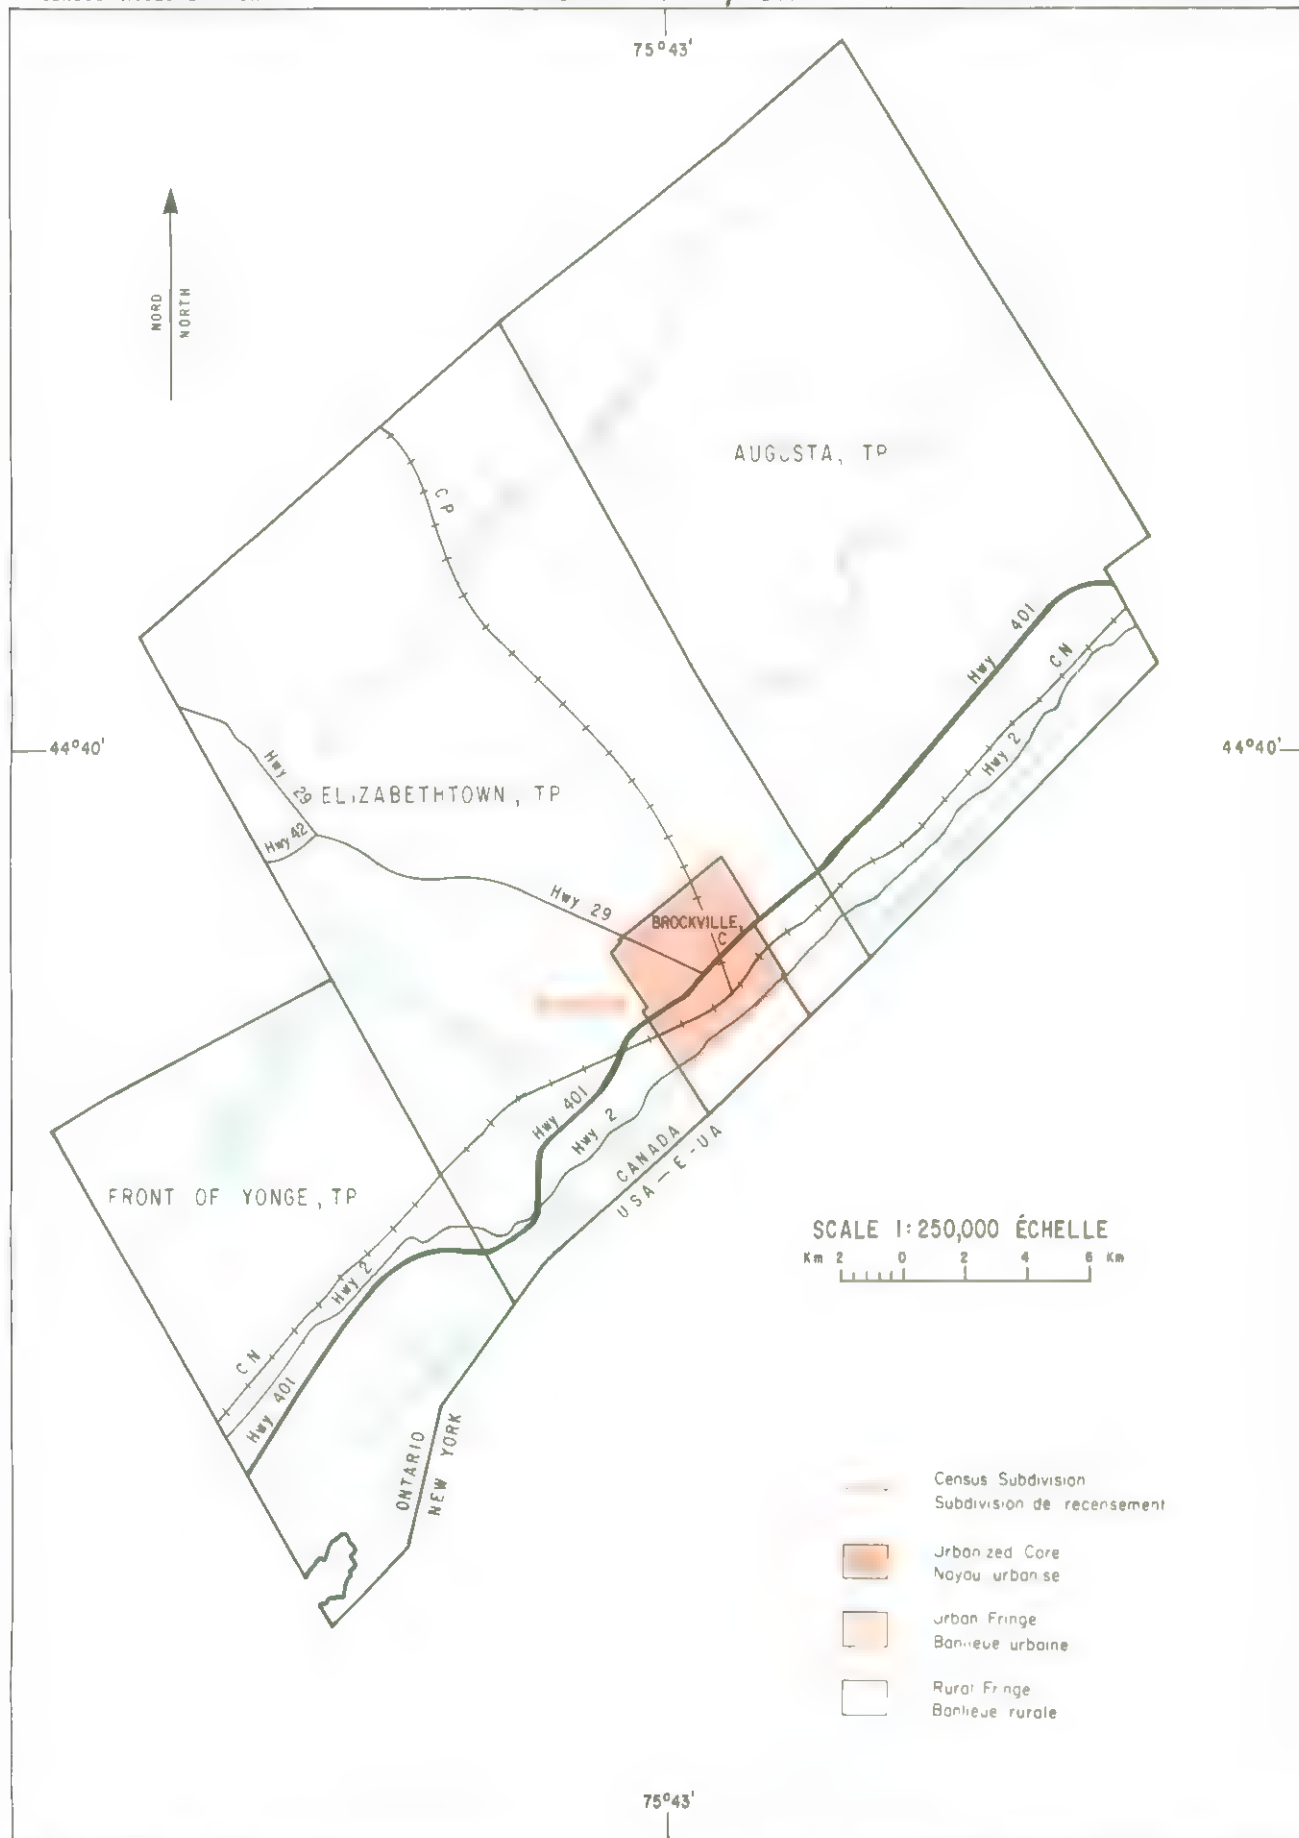 75°43'
NORD
NORTH
AUGUSTA, TP
CP
Hwy 401
CN
Hwy 2
44°40'
44°40'
Hwy 29
ELIZABETHTOWN, TP
Hwy 42
Hwy 29
BROCKVILLE,
C
Hwy 401
Hwy 2
CANADA
USA-E-UA
FRONT OF YONGE, TP
SCALE 1:250,000 ÉCHELLE
Km 2 0 2 4 6 Km
Hwy 2
CN
Hwy 401
ONTARIO
NEW YORK
Census Subdivision
Subdivision de recensement
Urbanized Core
Noyau urbanisé
Urban Fringe
Banlieue urbaine
Rural Fringe
Banlieue rurale
75°43'